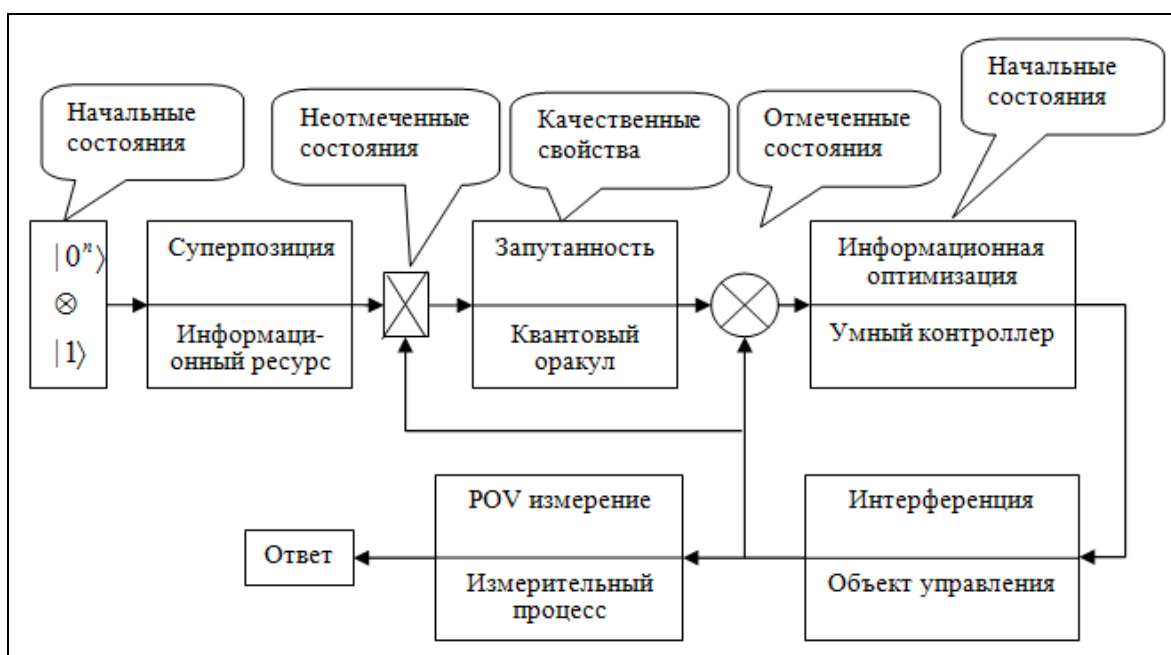 Начальные
состояния
Неотмеченные
состояния
Качественные
свойства
Отмеченные
состояния
Начальные
состояния
|0ⁿ⟩
⊗
|1⟩
Суперпозиция
Информаци-
онный ресурс
Запутанность
Квантовый
оракул
Информационная
оптимизация
Умный контроллер
Ответ
POV измерение
Измерительный
процесс
Интерференция
Объект управления